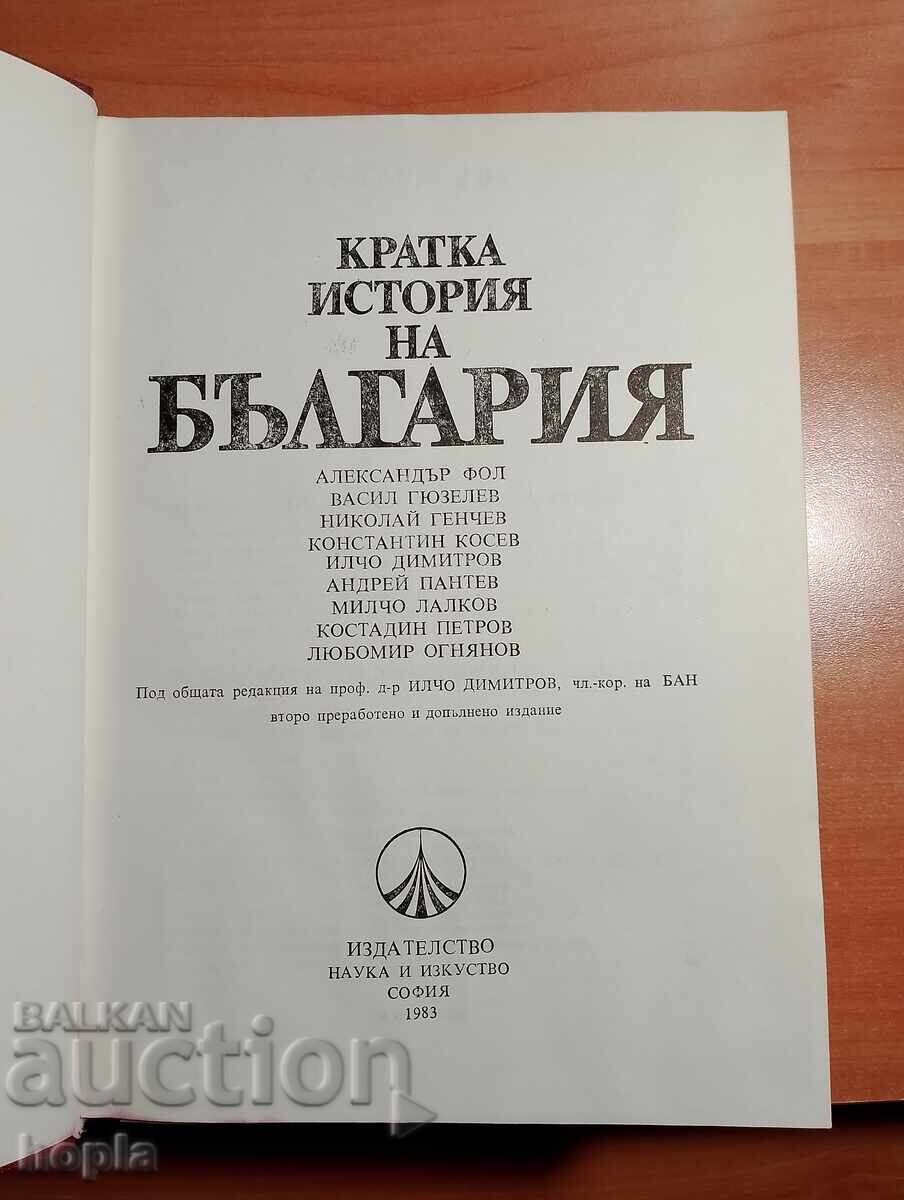 КРАТКА
ИСТОРИЯ
НА
БЪЛГАРИЯ
АЛЕКСАНДЪР ФОЛ
ВАСИЛ ГЮЗЕЛЕВ
НИКОЛАЙ ГЕНЧЕВ
КОНСТАНТИН КОСЕВ
ИЛЧО ДИМИТРОВ
АНДРЕЙ ПАНТЕВ
МИЛЧО ЛАЛКОВ
КОСТАДИН ПЕТРОВ
ЛЮБОМИР ОГНЯНОВ
Под общата редакция на проф. д-р ИЛЧО ДИМИТРОВ, чл.-кор. на БАН
второ преработено и допълнено издание
ИЗДАТЕЛСТВО
НАУКА И ИЗКУСТВО
СОФИЯ
1983
BALKAN
auction
hopla